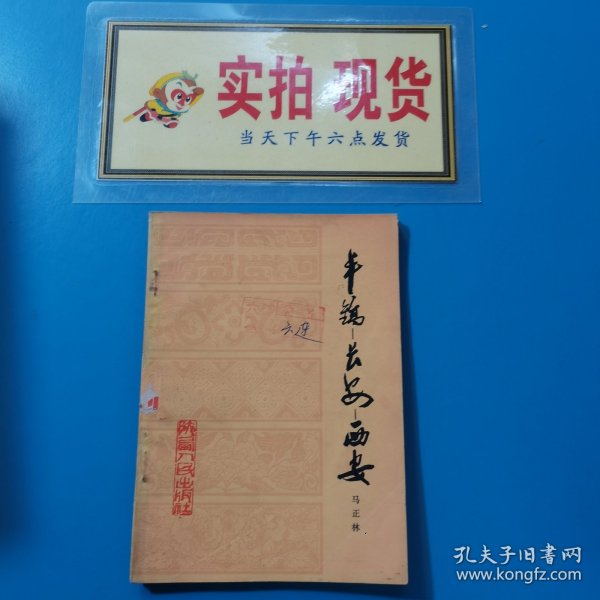 实拍 现货
当天下午六点发货
丰镐—长安—西安
马正林
陕西人民出版社
孔夫子旧书网
www.kongfz.com